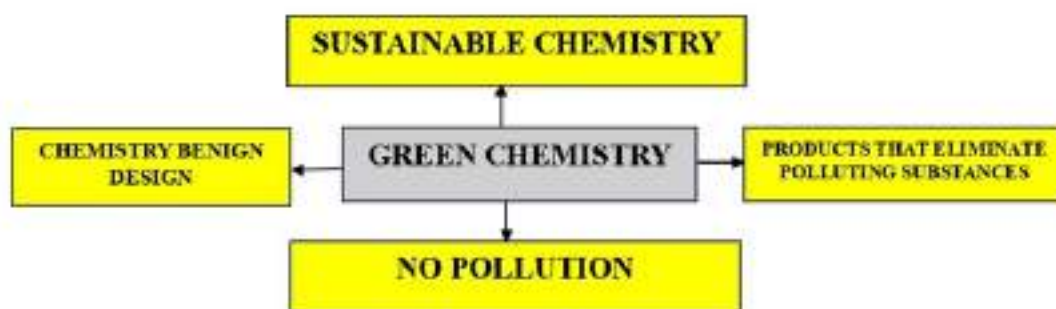 SUSTAINABLE CHEMISTRY
CHEMISTRY BENIGN
DESIGN
GREEN CHEMISTRY
PRODUCTS THAT ELIMINATE
POLLUTING SUBSTANCES
NO POLLUTION